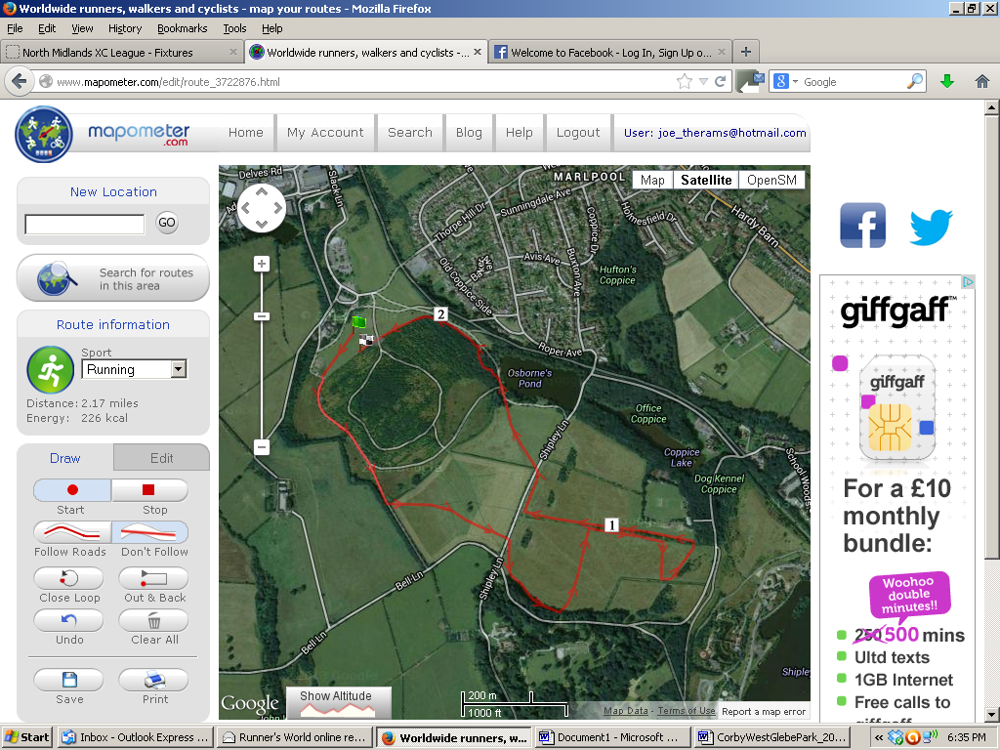 Worldwide runners, walkers and cyclists - map your routes - Mozilla Firefox
File Edit View History Bookmarks Tools Help
North Midlands XC League - Fixtures
Worldwide runners, walkers and cyclists -...
Welcome to Facebook - Log In, Sign Up o...
www.mapometer.com/edit/route_3722876.html
Google
mapometer
.com
Home
My Account
Search
Blog
Help
Logout
User: joe_therams@hotmail.com
New Location
GO
Search for routes
in this area
Route information
Sport
Running
Distance: 2.17 miles
Energy: 226 kcal
Draw
Edit
Start
Stop
Follow Roads
Don't Follow
Close Loop
Out & Back
Undo
Clear All
Save
Print
Map
Satellite
OpenSM
MARLPOOL
Delves Rd
Slack Ln
Thorpe Hill Dr
Sunningdale Ave
Coppice Dr
Holmesfield Dr
Hardy Barn
Avis Ave
Buxton Ave
Old Coppice Side
Hufton's
Coppice
Roper Ave
2
Osborne's
Pond
Office
Coppice
Shipley Ln
Coppice
Lake
School Woods
Dog Kennel
Coppice
1
Shipley Ln
Bell Ln
Bell Ln
Shipley
Google
Show Altitude
200 m
1000 ft
Map Data - Terms of Use
Report a map error
giffgaff™
giffgaff
For a £10
monthly
bundle:
Woohoo
double
minutes!!
250 500 mins
Ultd texts
1GB Internet
Free calls to
giffgaff
Start
Inbox - Outlook Express ...
Runner's World online re...
Worldwide runners, w...
Document1 - Microsoft ...
CorbyWestGlebePark_20...
6:35 PM